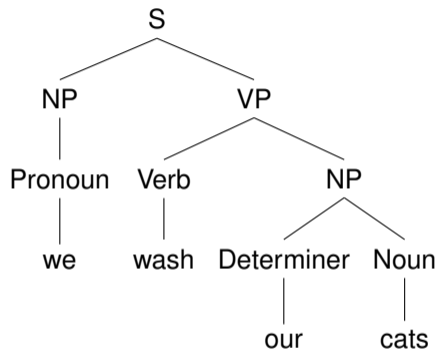 S
NP VP
Pronoun Verb NP
we wash Determiner Noun
our cats